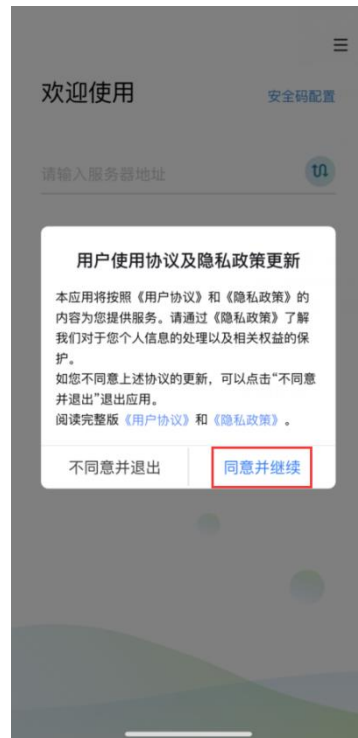 欢迎使用
安全码配置
请输入服务器地址
用户使用协议及隐私政策更新
本应用将按照《用户协议》和《隐私政策》的
内容为您提供服务。请通过《隐私政策》了解
我们对于您个人信息的处理以及相关权益的保
护。
如您不同意上述协议的更新，可以点击“不同意
并退出”退出应用。
阅读完整版《用户协议》和《隐私政策》。
不同意并退出
同意并继续